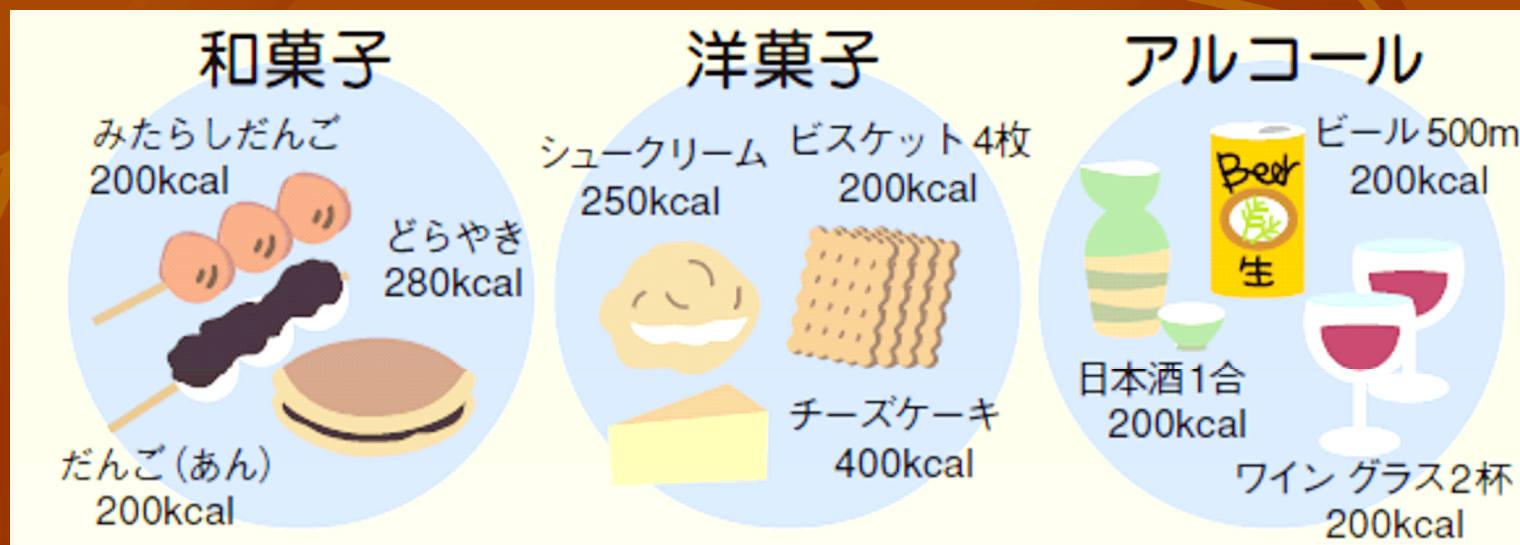 和菓子
みたらしだんご
200kcal
どらやき
280kcal
だんご(あん)
200kcal
洋菓子
シュークリーム
250kcal
ビスケット4枚
200kcal
チーズケーキ
400kcal
アルコール
ビール500m
200kcal
Beer
生
日本酒1合
200kcal
ワイン グラス2杯
200kcal